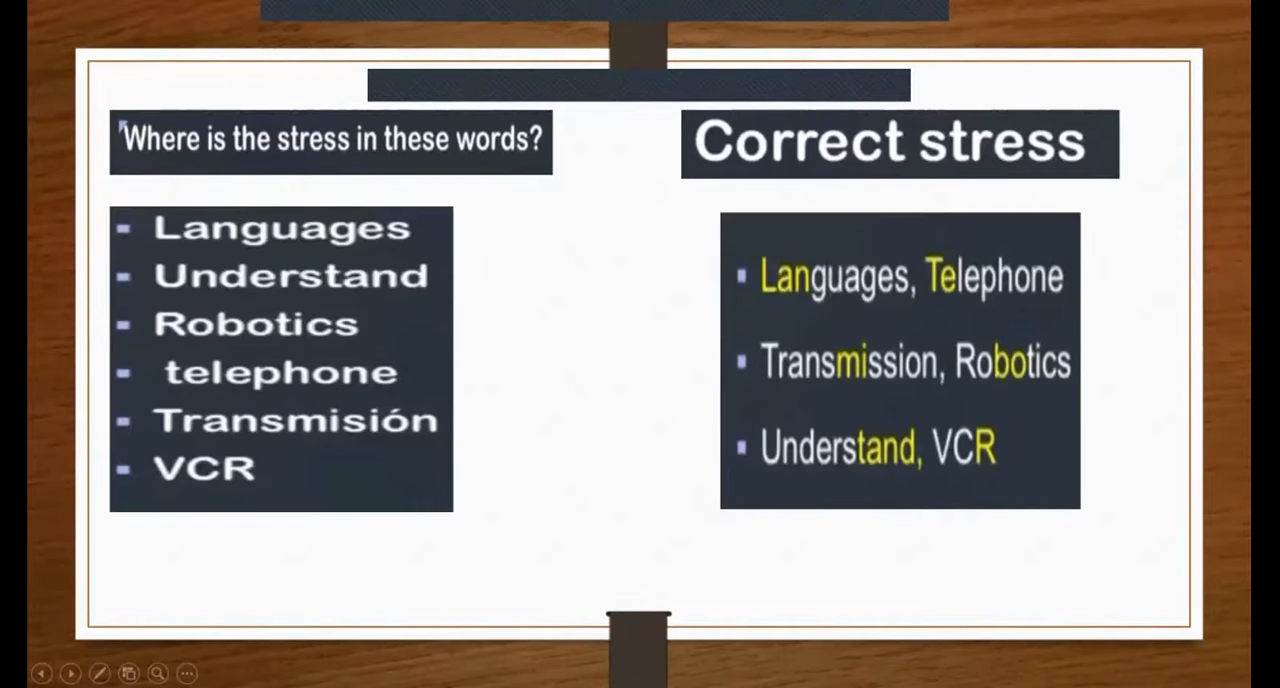 Where is the stress in these words?
Languages
Understand
Robotics
telephone
Transmisión
VCR
Correct stress
Languages, Telephone
Transmission, Robotics
Understand, VCR